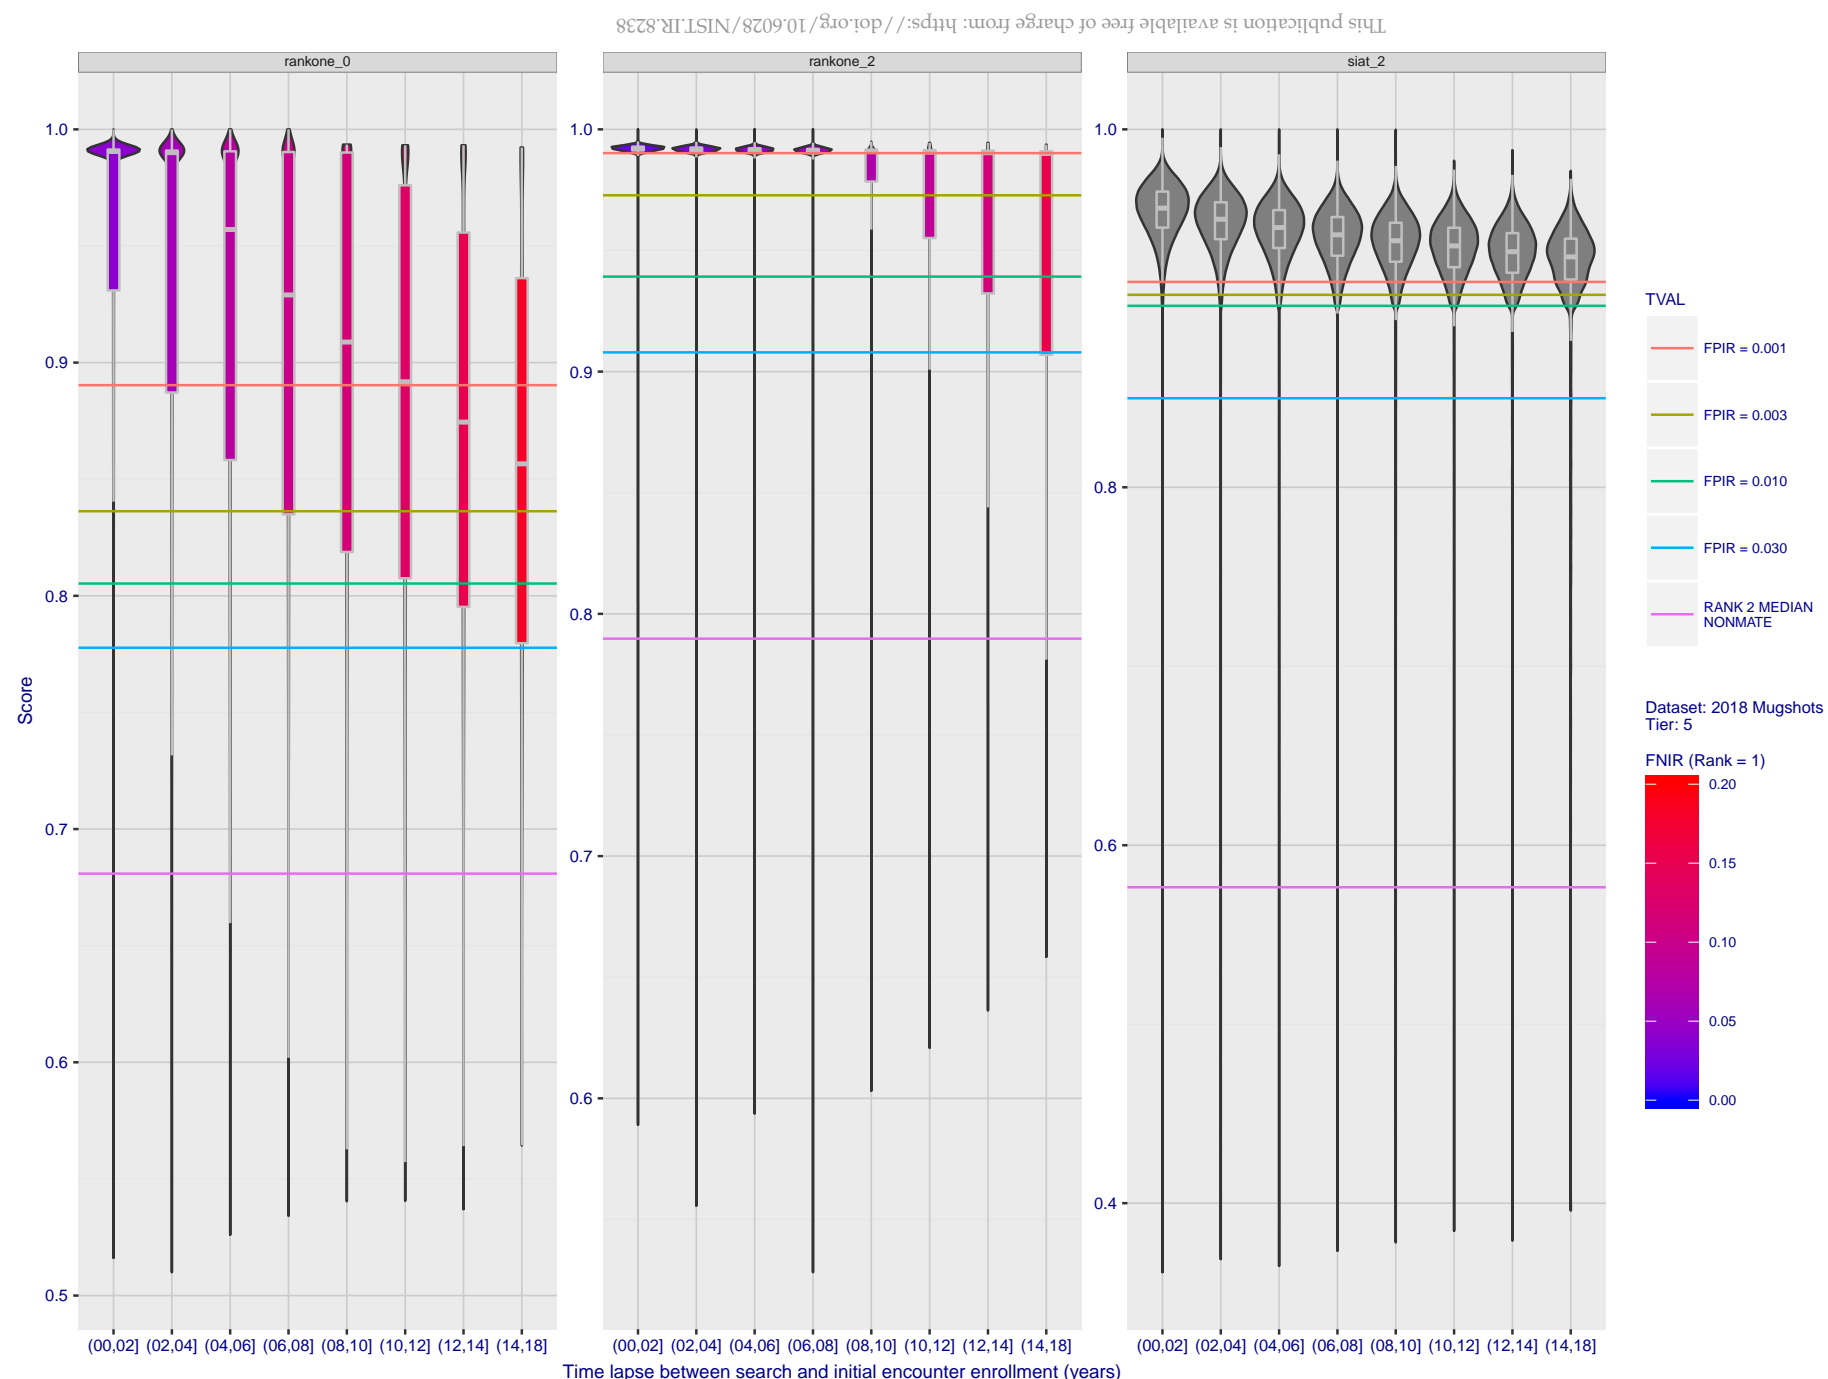 This publication is available free of charge from: https://doi.org/10.6028/NIST.IR.8238
rankone_0
rankone_2
siat_2
Score
1.0
0.9
0.8
0.7
0.6
0.5
1.0
0.9
0.8
0.7
0.6
1.0
0.8
0.6
0.4
(00,02] (02,04] (04,06] (06,08] (08,10] (10,12] (12,14] (14,18]
(00,02] (02,04] (04,06] (06,08] (08,10] (10,12] (12,14] (14,18]
(00,02] (02,04] (04,06] (06,08] (08,10] (10,12] (12,14] (14,18]
Time lapse between search and initial encounter enrollment (years)
TVAL
FPIR = 0.001
FPIR = 0.003
FPIR = 0.010
FPIR = 0.030
RANK 2 MEDIAN
NONMATE
Dataset: 2018 Mugshots
Tier: 5
FNIR (Rank = 1)
0.20
0.15
0.10
0.05
0.00